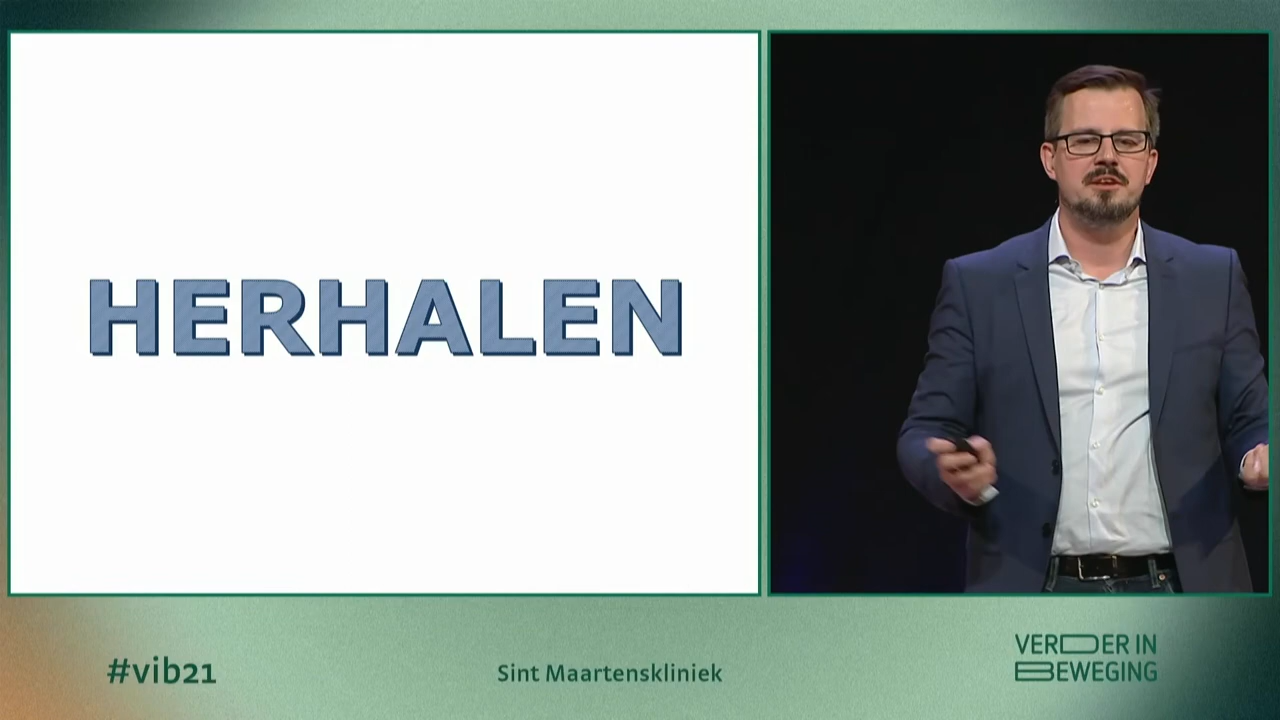 HERHALEN
#vib21
Sint Maartenskliniek
VERDER IN
BEWEGING